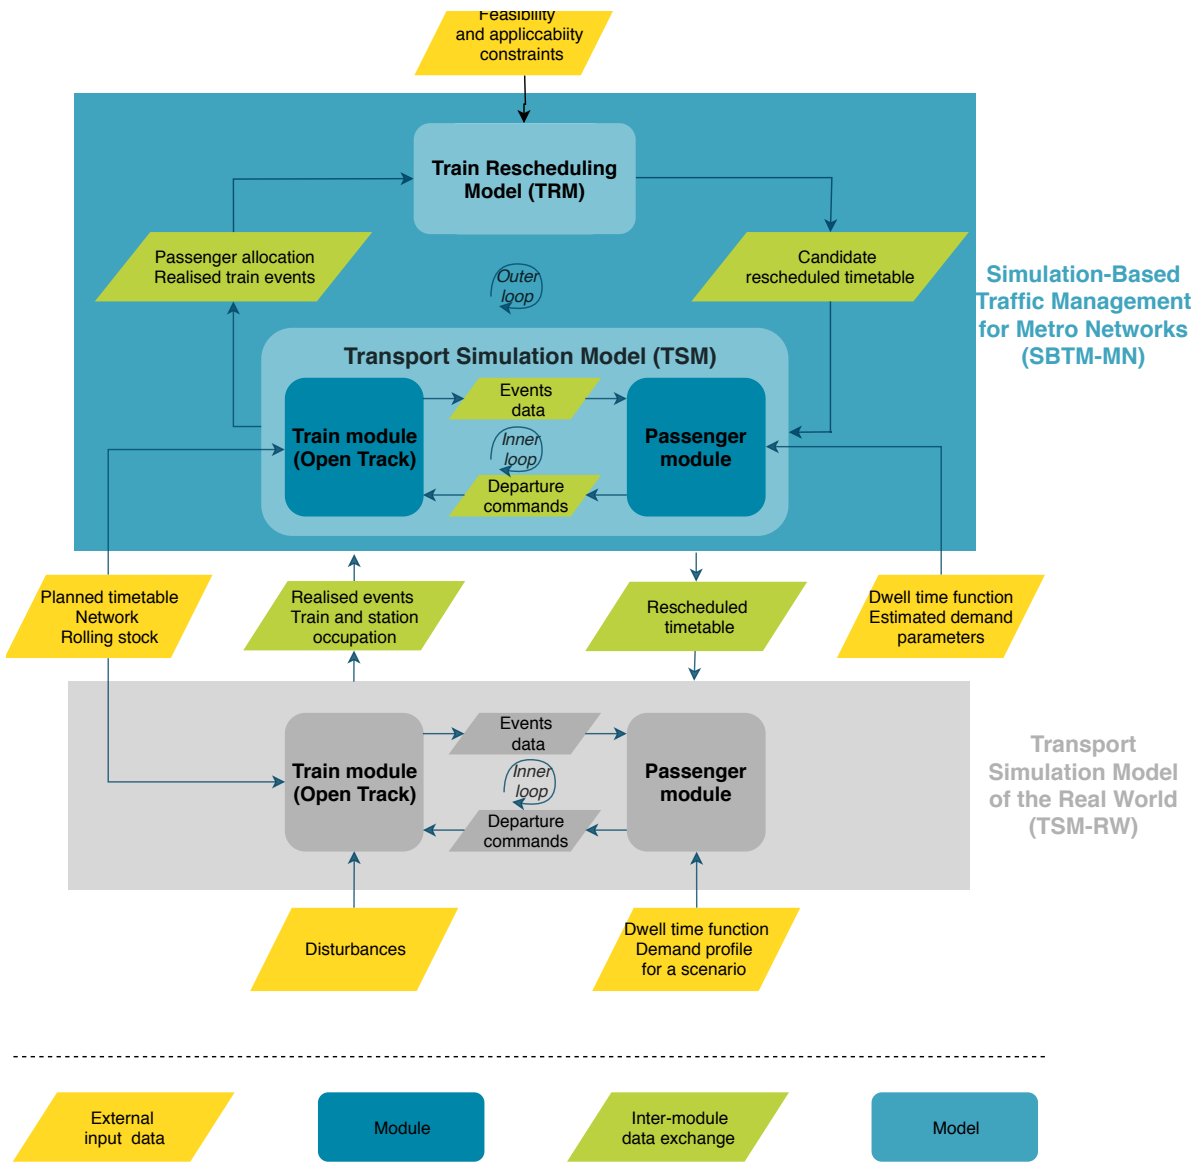 Feasibility
and appliccabiity
constraints
Train Rescheduling
Model (TRM)
Passenger allocation
Realised train events
Candidate
rescheduled timetable
Outer
loop
Simulation-Based
Traffic Management
for Metro Networks
(SBTM-MN)
Transport Simulation Model (TSM)
Train module
(Open Track)
Events
data
Inner
loop
Departure
commands
Passenger
module
Planned timetable
Network
Rolling stock
Realised events
Train and station
occupation
Rescheduled
timetable
Dwell time function
Estimated demand
parameters
Train module
(Open Track)
Events
data
Inner
loop
Departure
commands
Passenger
module
Transport
Simulation Model
of the Real World
(TSM-RW)
Disturbances
Dwell time function
Demand profile
for a scenario
External
input data
Module
Inter-module
data exchange
Model